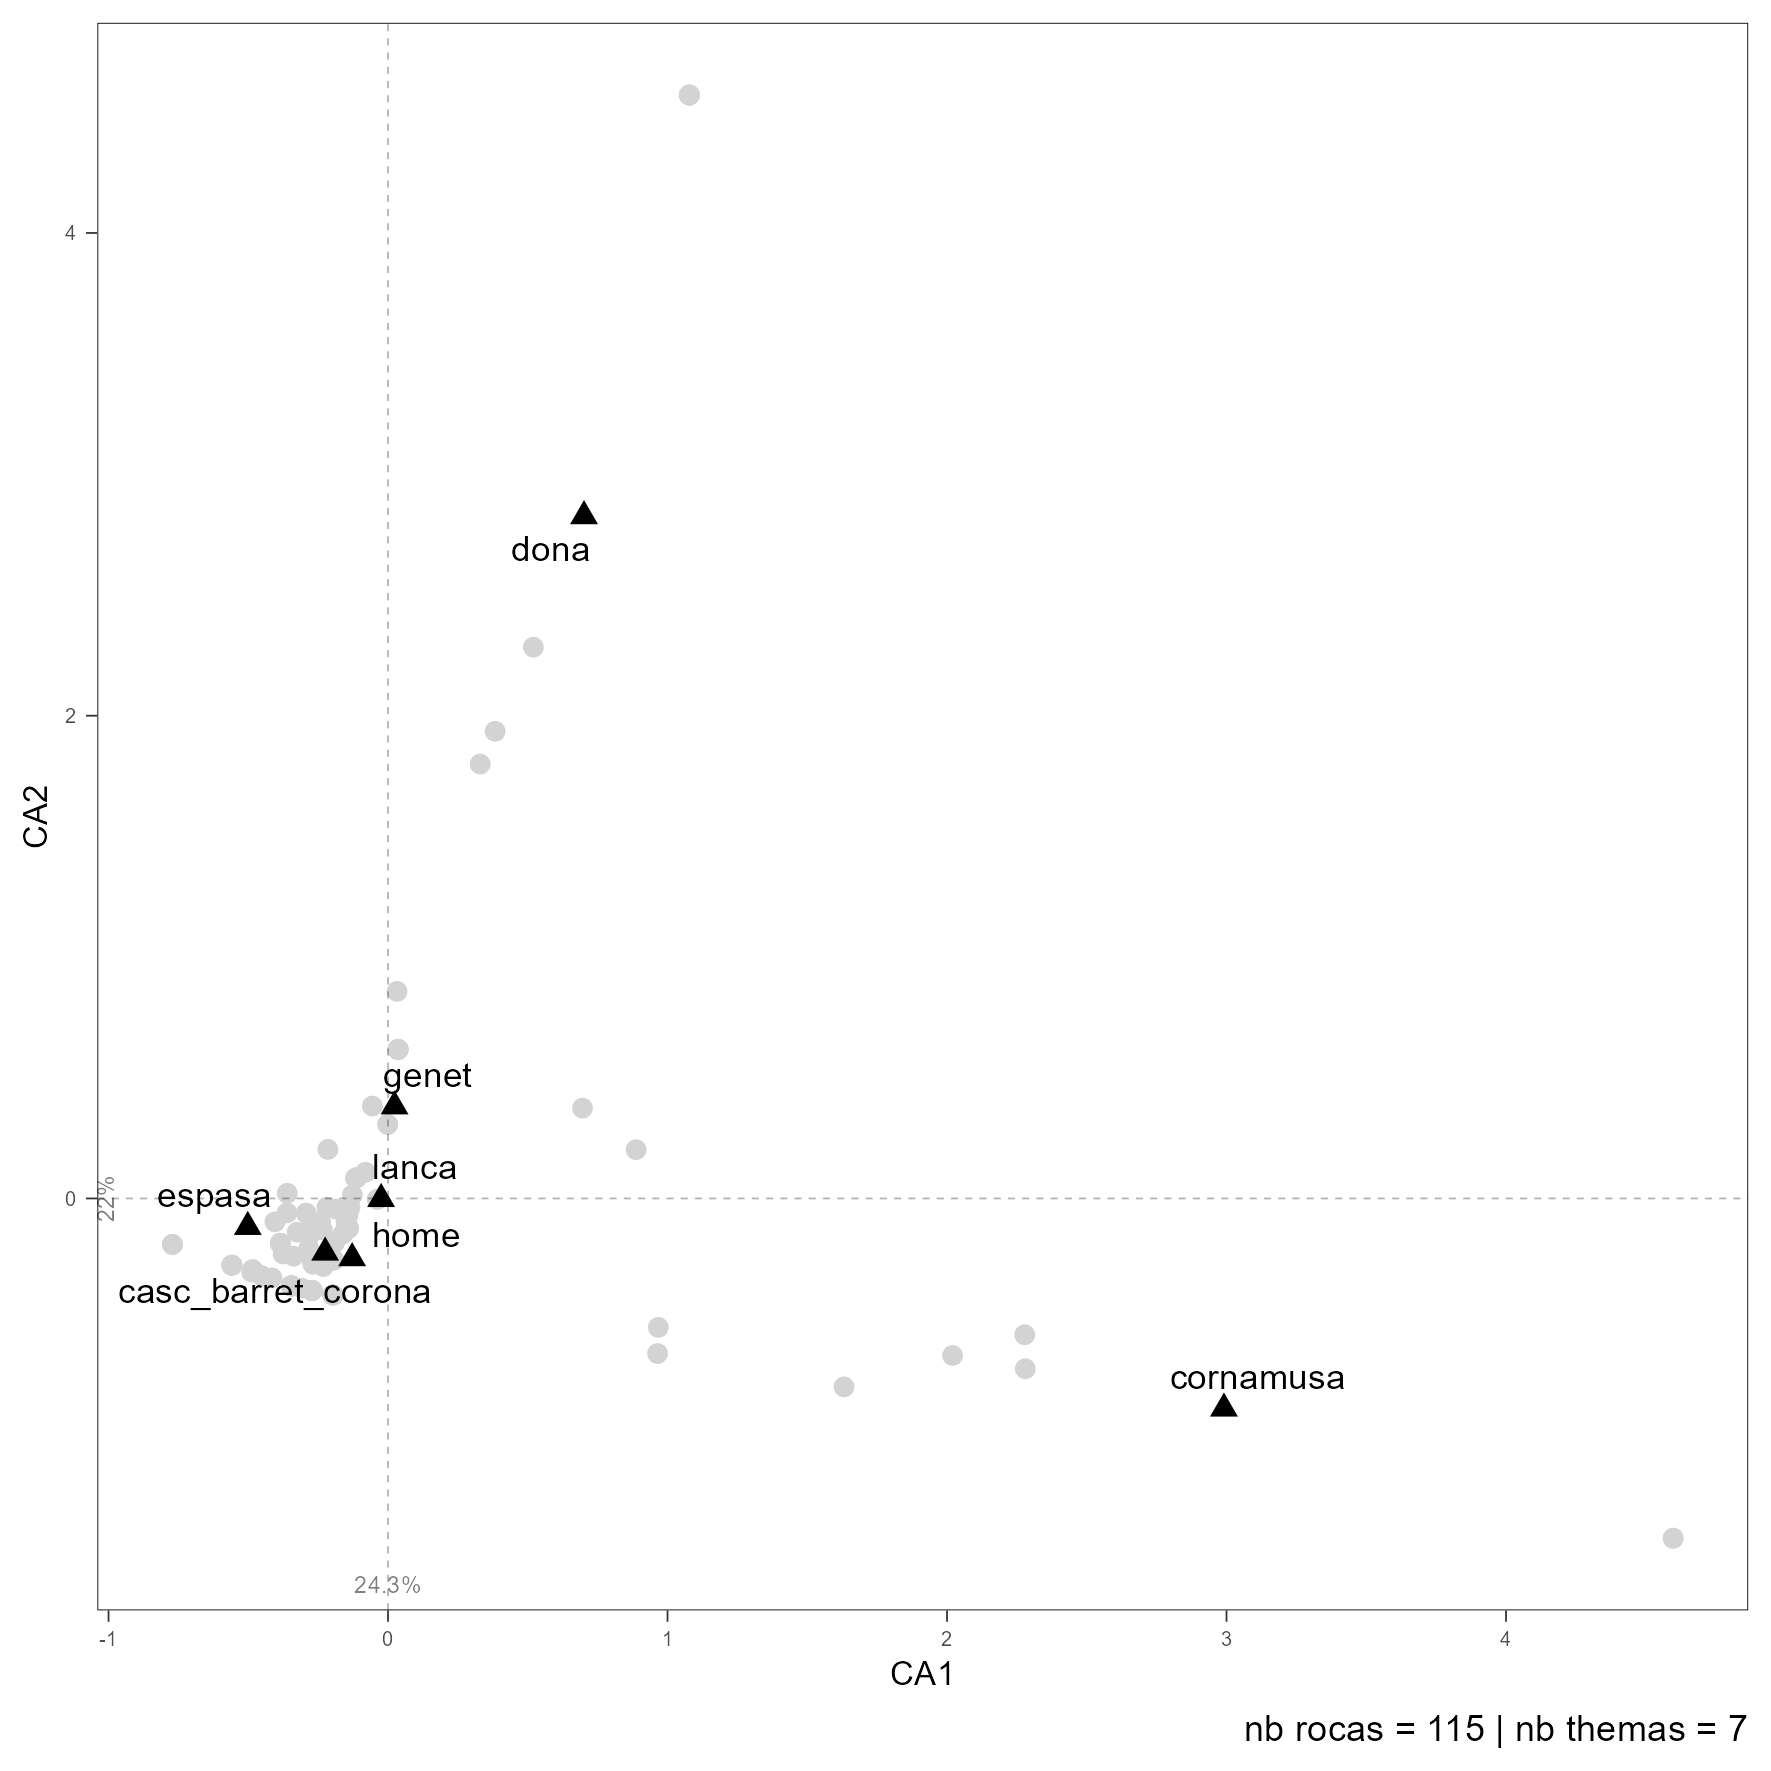 4
dona
2
CA2
genet
lanca
espasa
0
22%
home
casc_barret_corona
cornamusa
24.3%
-1 0 1 2 3 4
CA1
nb rocas = 115 | nb themas = 7